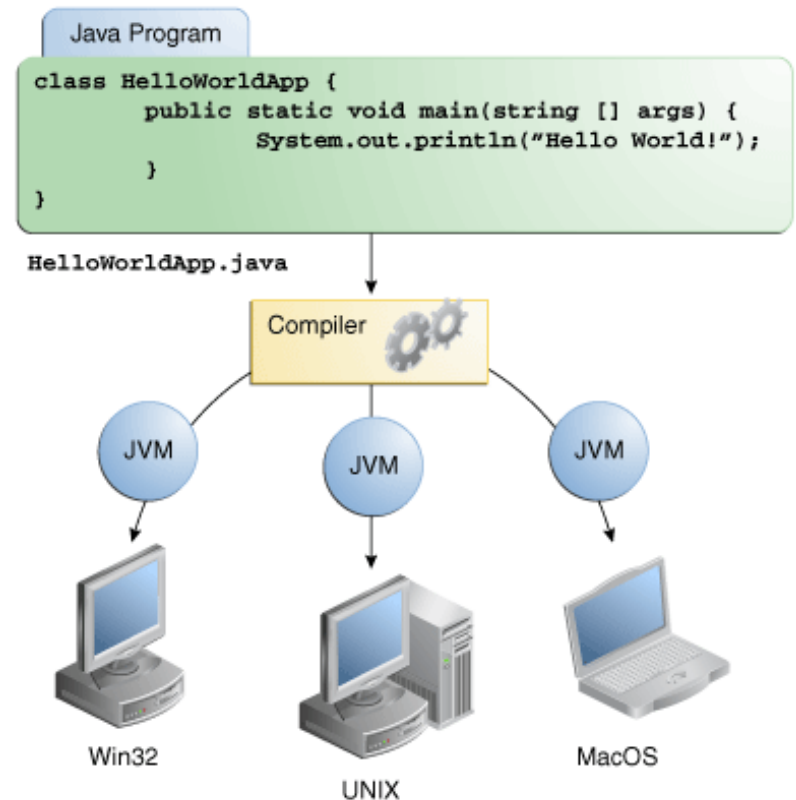 Java Program
class HelloWorldApp {
public static void main(string [] args) {
System.out.println("Hello World!");
}
}
HelloWorldApp.java
Compiler
JVM
JVM
JVM
Win32
UNIX
MacOS